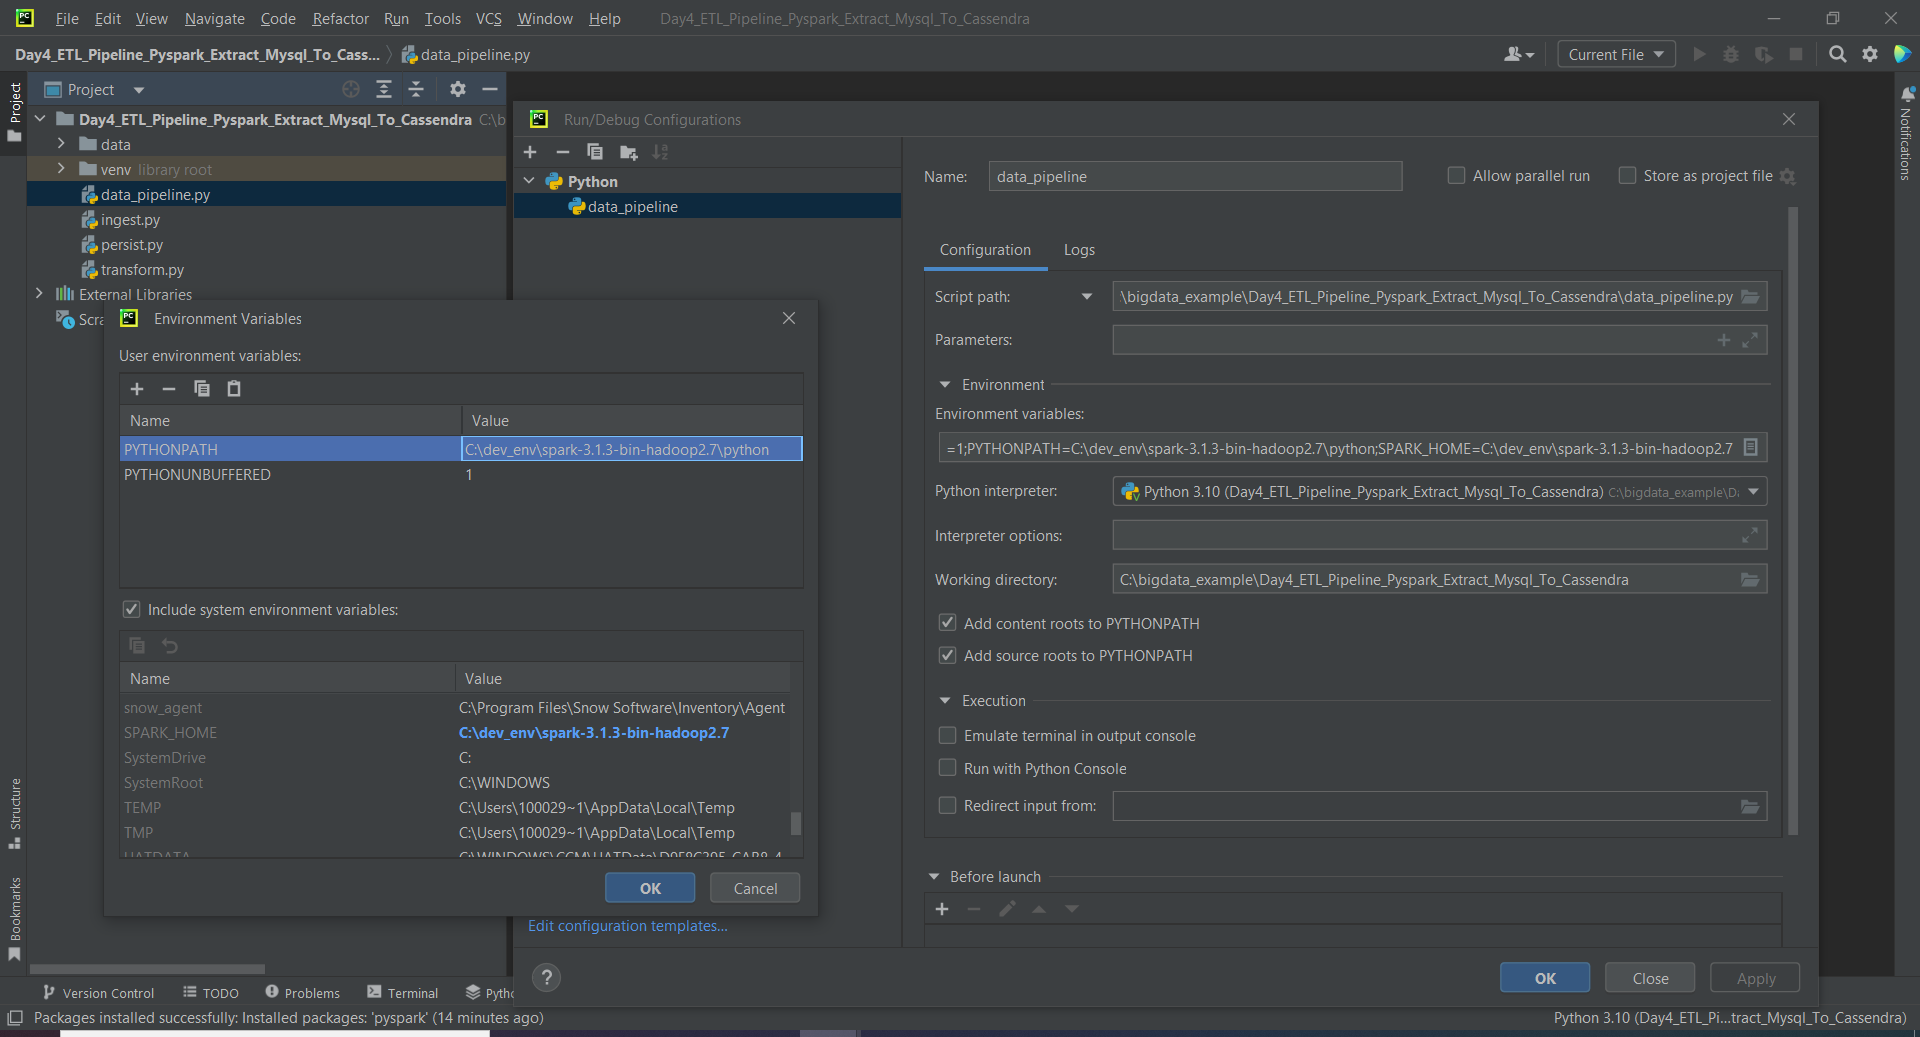 File Edit View Navigate Code Refactor Run Tools VCS Window Help Day4_ETL_Pipeline_Pyspark_Extract_Mysql_To_Cassendra
Day4_ETL_Pipeline_Pyspark_Extract_Mysql_To_Cass... data_pipeline.py
Current File
Project
Project
Day4_ETL_Pipeline_Pyspark_Extract_Mysql_To_Cassendra C:\b
data
venv library root
data_pipeline.py
ingest.py
persist.py
transform.py
External Libraries
Scra
Structure
Bookmarks
Notifications
Run/Debug Configurations
Python
data_pipeline
Edit configuration templates...
Name: data_pipeline
Allow parallel run
Store as project file
Configuration Logs
Script path: \bigdata_example\Day4_ETL_Pipeline_Pyspark_Extract_Mysql_To_Cassendra\data_pipeline.py
Parameters:
Environment
Environment variables:
=1;PYTHONPATH=C:\dev_env\spark-3.1.3-bin-hadoop2.7\python;SPARK_HOME=C:\dev_env\spark-3.1.3-bin-hadoop2.7
Python interpreter: Python 3.10 (Day4_ETL_Pipeline_Pyspark_Extract_Mysql_To_Cassendra) C:\bigdata_example\D
Interpreter options:
Working directory: C:\bigdata_example\Day4_ETL_Pipeline_Pyspark_Extract_Mysql_To_Cassendra
Add content roots to PYTHONPATH
Add source roots to PYTHONPATH
Execution
Emulate terminal in output console
Run with Python Console
Redirect input from:
Before launch
?
OK Close Apply
Environment Variables
User environment variables:
Name Value
PYTHONPATH C:\dev_env\spark-3.1.3-bin-hadoop2.7\python
PYTHONUNBUFFERED 1
Include system environment variables:
Name Value
snow_agent C:\Program Files\Snow Software\Inventory\Agent
SPARK_HOME C:\dev_env\spark-3.1.3-bin-hadoop2.7
SystemDrive C:
SystemRoot C:\WINDOWS
TEMP C:\Users\100029~1\AppData\Local\Temp
TMP C:\Users\100029~1\AppData\Local\Temp
OK Cancel
Version Control TODO Problems Terminal Pytho
Packages installed successfully: Installed packages: 'pyspark' (14 minutes ago)
Python 3.10 (Day4_ETL_Pi...tract_Mysql_To_Cassendra)